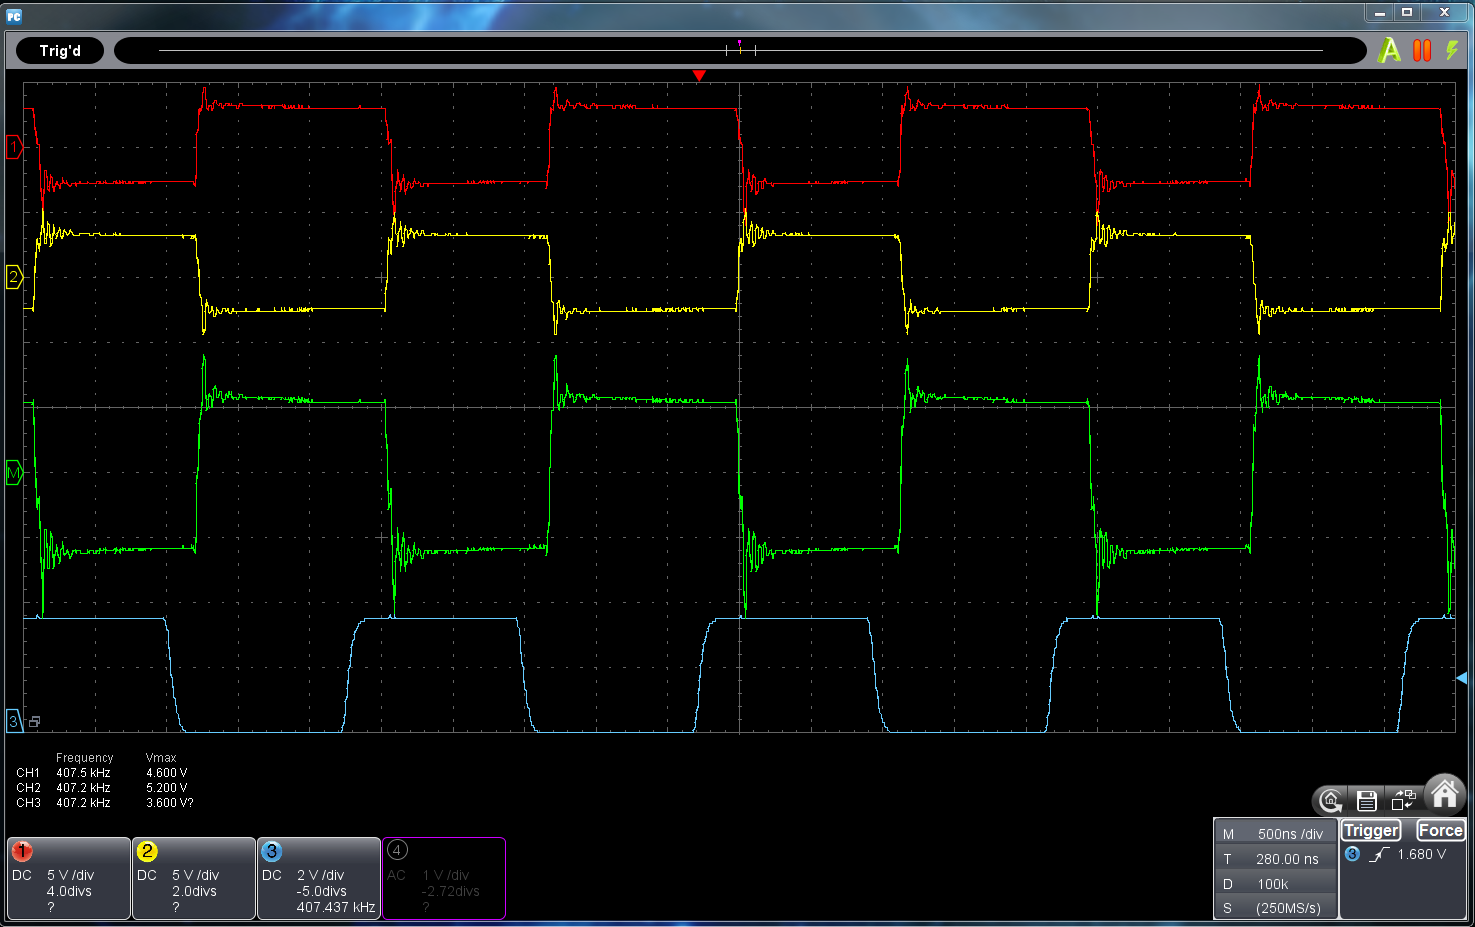 PC
Trig'd
A
1
2
M
3
Frequency Vmax
CH1 407.5 kHz 4.600 V
CH2 407.2 kHz 5.200 V
CH3 407.2 kHz 3.600 V?
1
DC 5 V /div
4.0divs
?
2
DC 5 V /div
2.0divs
?
3
DC 2 V /div
-5.0divs
407.437 kHz
4
AC 1 V /div
-2.72divs
?
M 500ns /div
T 280.00 ns
D 100k
S (250MS/s)
Trigger Force
3 1.680 V